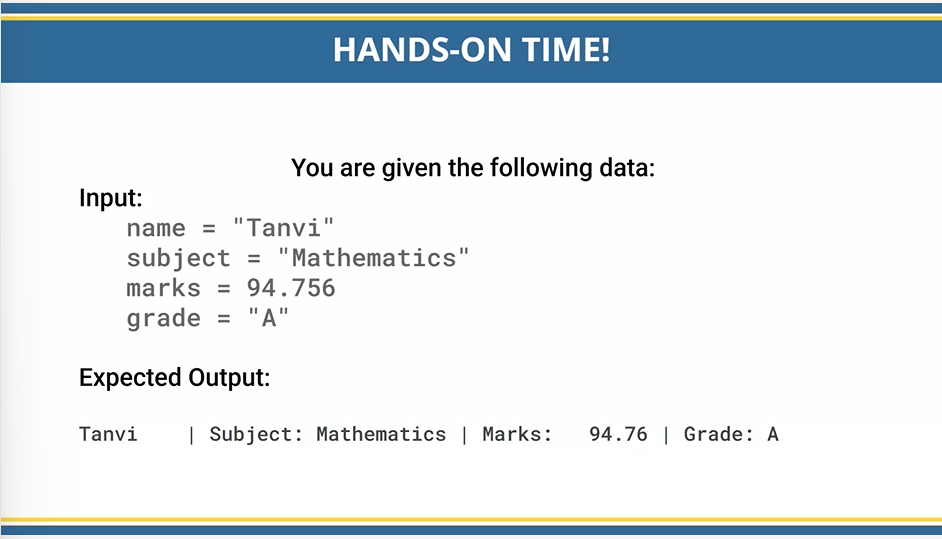 HANDS-ON TIME!
You are given the following data:
Input:
name = "Tanvi"
subject = "Mathematics"
marks = 94.756
grade = "A"
Expected Output:
Tanvi    | Subject: Mathematics | Marks:   94.76 | Grade: A